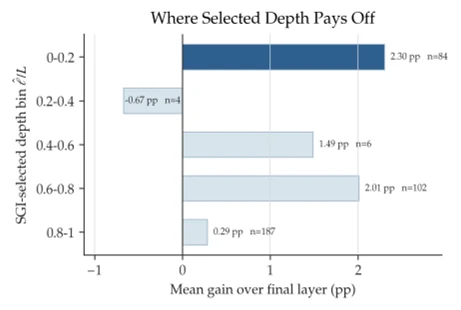 Where Selected Depth Pays Off
SGI-selected depth bin ℓ̂/L
0-0.2
2.30 pp n=84
0.2-0.4
-0.67 pp n=4
0.4-0.6
1.49 pp n=6
0.6-0.8
2.01 pp n=102
0.8-1
0.29 pp n=187
−1 0 1 2
Mean gain over final layer (pp)